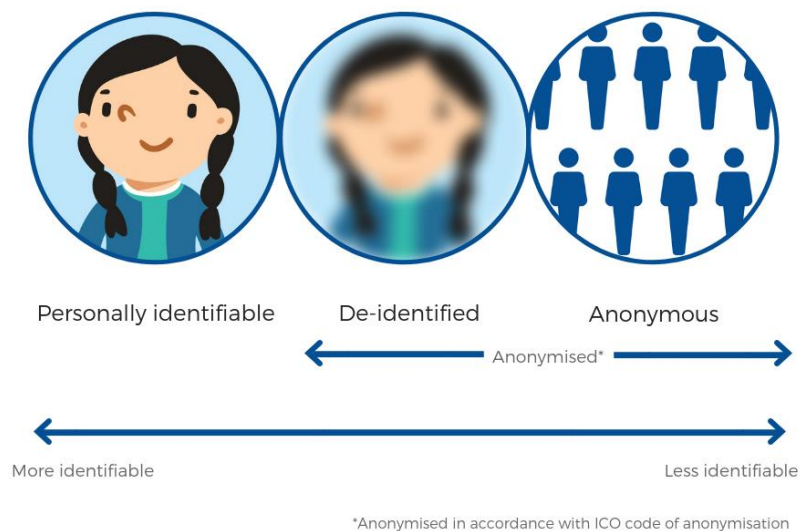 Personally identifiable
De-identified
Anonymous
Anonymised*
More identifiable
Less identifiable
*Anonymised in accordance with ICO code of anonymisation